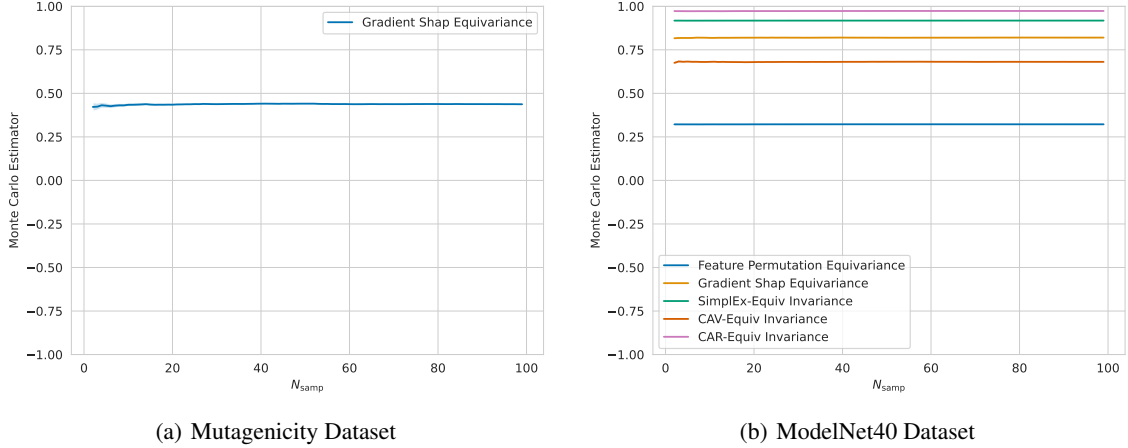 1.00
0.75
0.50
0.25
0.00
−0.25
−0.50
−0.75
−1.00
Monte Carlo Estimator
Gradient Shap Equivariance
0 20 40 60 80 100
N_samp
(a) Mutagenicity Dataset
1.00
0.75
0.50
0.25
0.00
−0.25
−0.50
−0.75
−1.00
Monte Carlo Estimator
Feature Permutation Equivariance
Gradient Shap Equivariance
SimplEx-Equiv Invariance
CAV-Equiv Invariance
CAR-Equiv Invariance
0 20 40 60 80 100
N_samp
(b) ModelNet40 Dataset